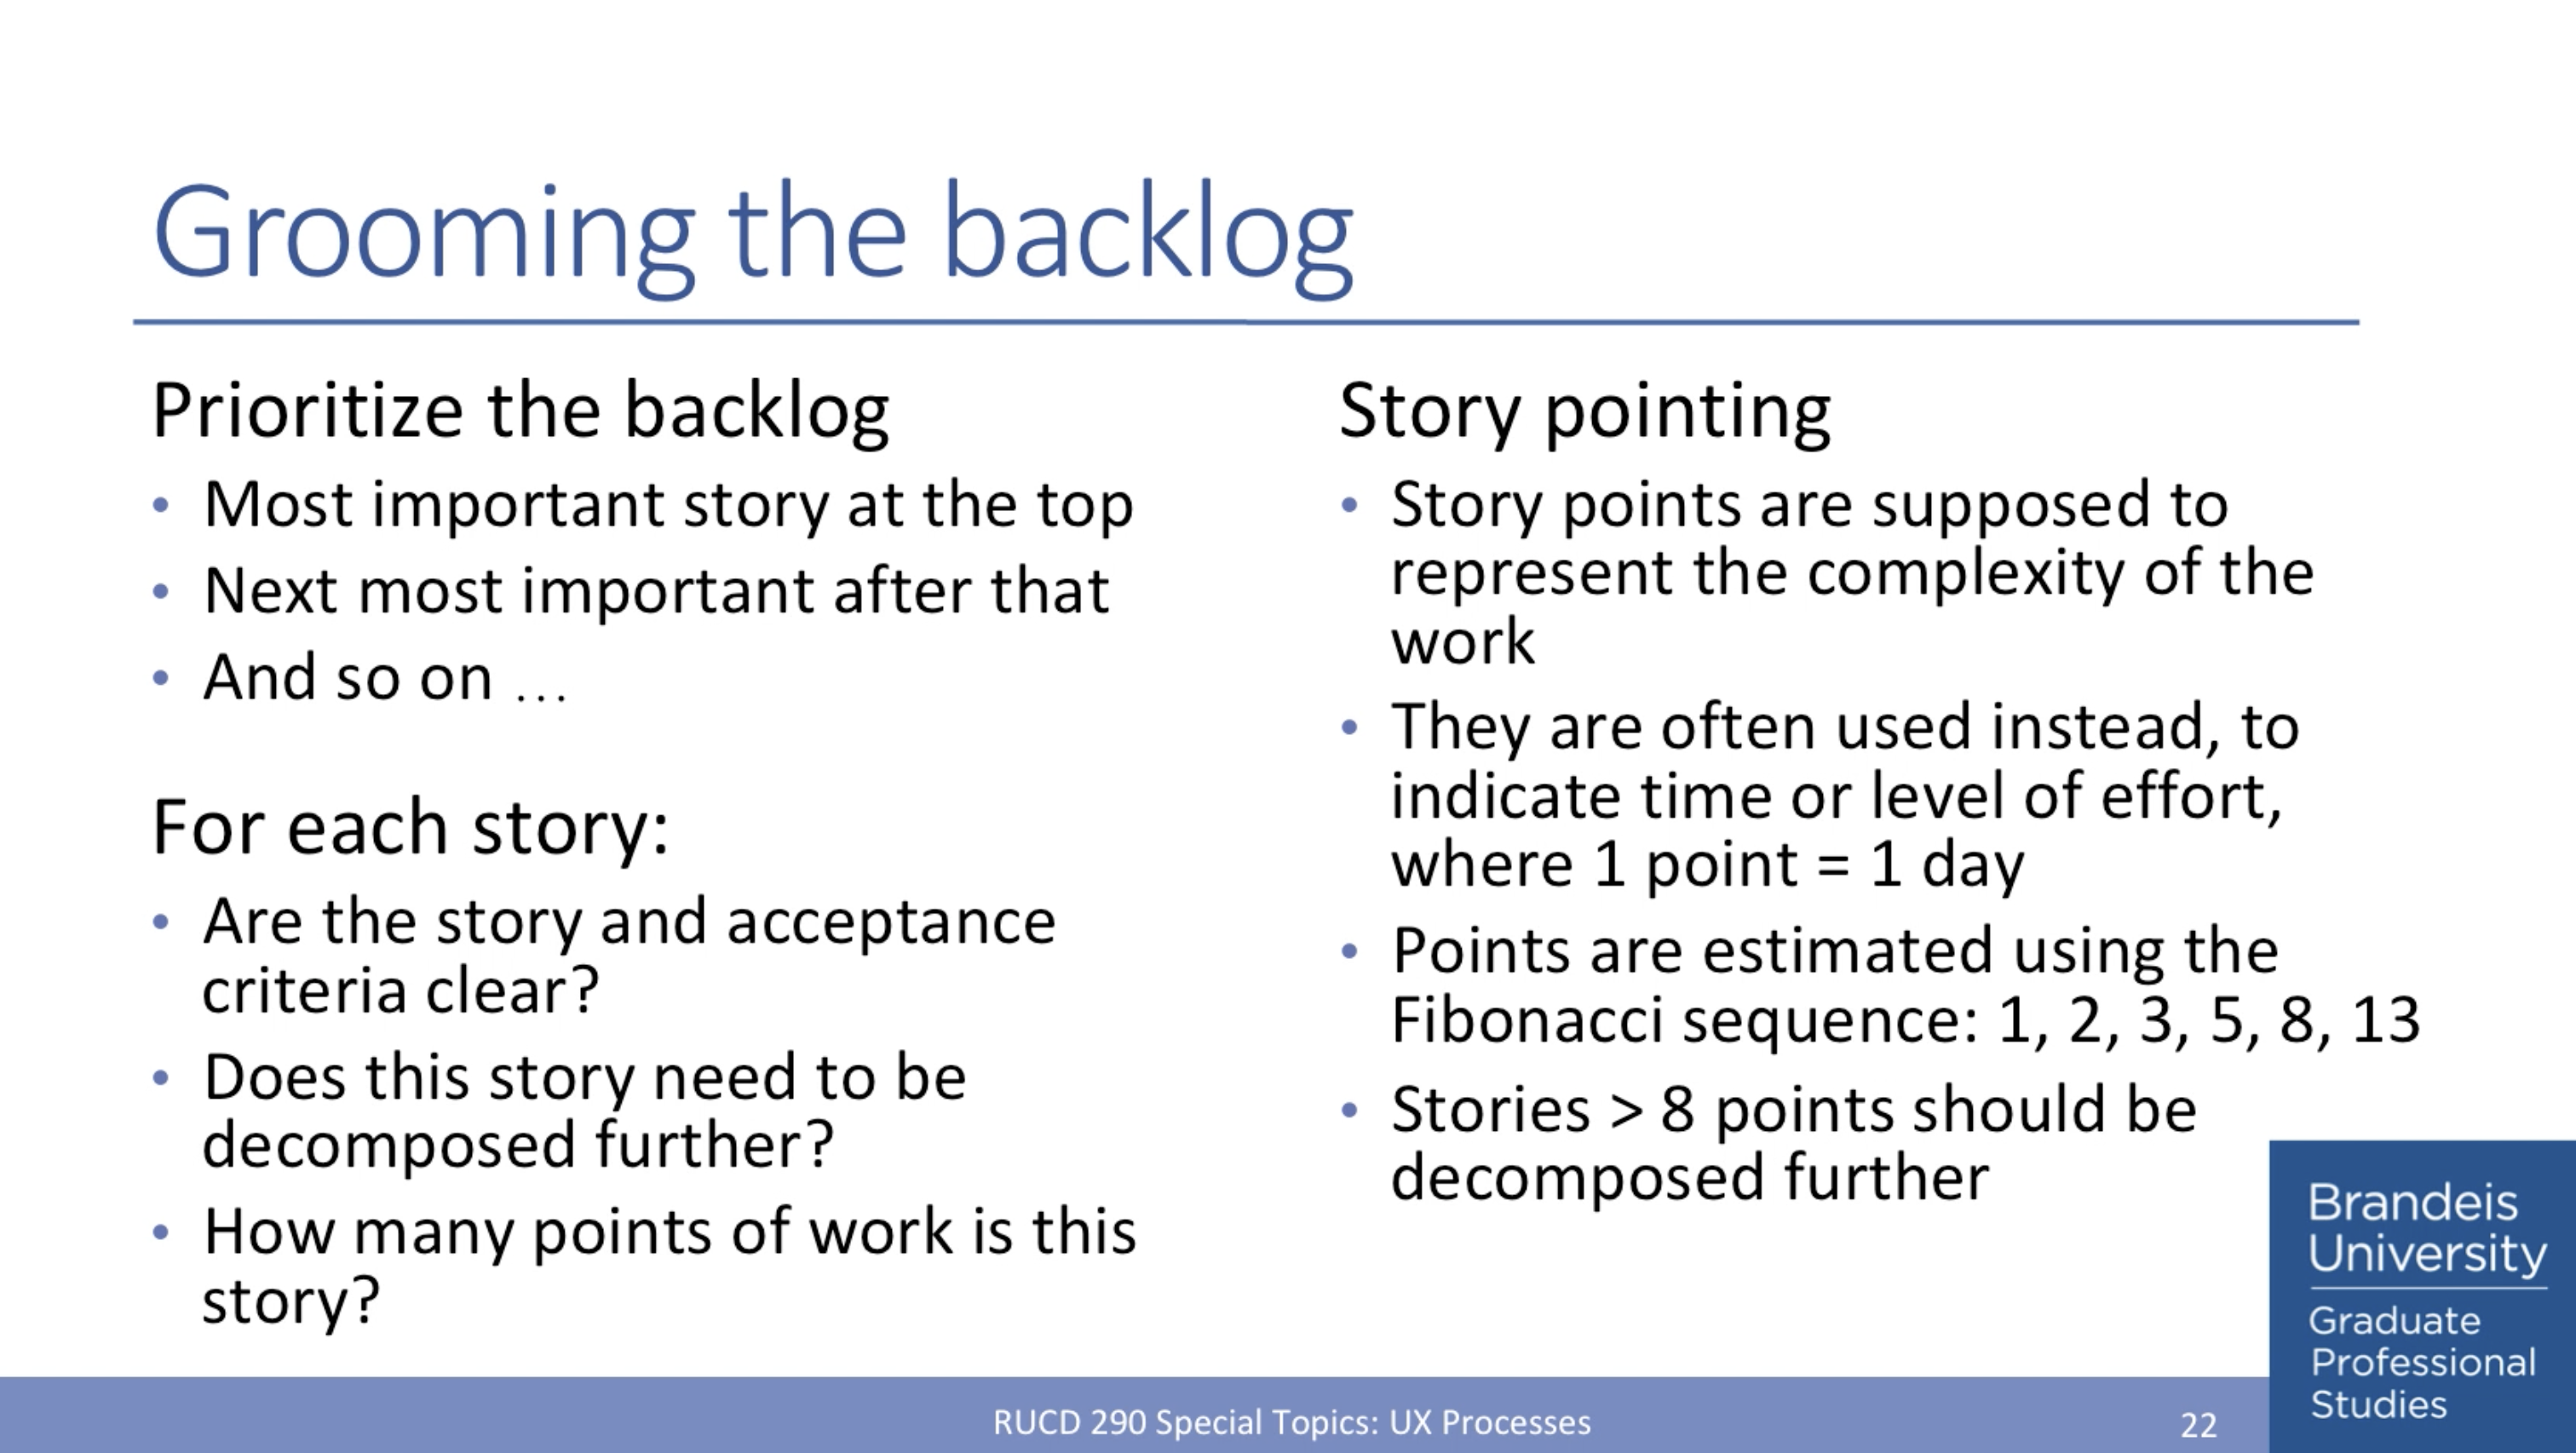 Grooming the backlog
Prioritize the backlog
• Most important story at the top
• Next most important after that
• And so on ...
For each story:
• Are the story and acceptance
criteria clear?
• Does this story need to be
decomposed further?
• How many points of work is this
story?
Story pointing
• Story points are supposed to
represent the complexity of the
work
• They are often used instead, to
indicate time or level of effort,
where 1 point = 1 day
• Points are estimated using the
Fibonacci sequence: 1, 2, 3, 5, 8, 13
• Stories > 8 points should be
decomposed further
Brandeis
University
Graduate
Professional
Studies
RUCD 290 Special Topics: UX Processes
22